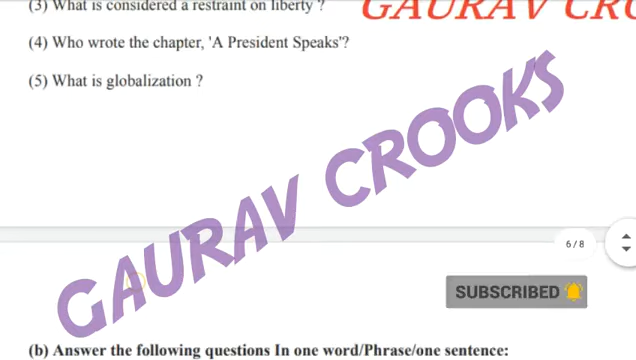 (3) What is considered a restraint on liberty ?
GAURAV
(4) Who wrote the chapter, 'A President Speaks'?
(5) What is globalization ?
GAURAV CROOKS
6 / 8
SUBSCRIBED
(b) Answer the following questions In one word/Phrase/one sentence: